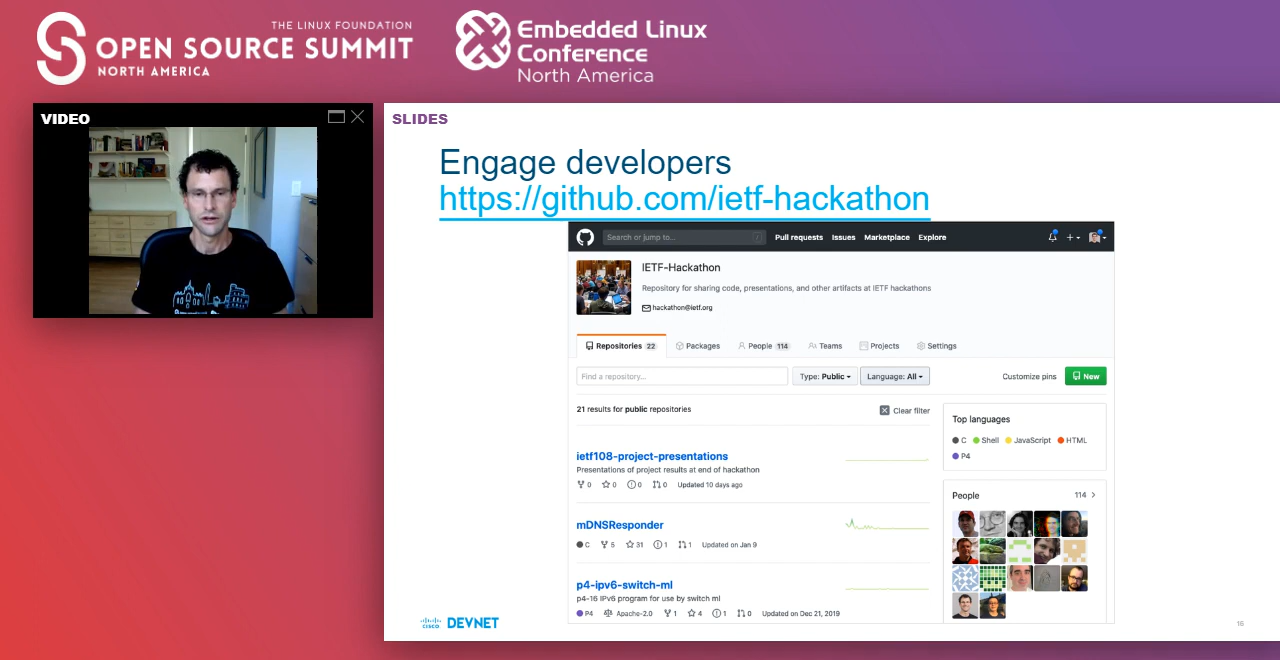 THE LINUX FOUNDATION
OPEN SOURCE SUMMIT
NORTH AMERICA
Embedded Linux
Conference
North America
VIDEO
SLIDES
Engage developers
https://github.com/ietf-hackathon
Search or jump to... /
Pull requests Issues Marketplace Explore
IETF-Hackathon
Repository for sharing code, presentations, and other artifacts at IETF hackathons
hackathon@ietf.org
Repositories 22 Packages People 114 Teams Projects Settings
Find a repository... Type: Public Language: All Customize pins New
21 results for public repositories Clear filter
Top languages
C Shell JavaScript HTML
P4
ietf108-project-presentations
Presentations of project results at end of hackathon
0 0 0 0 Updated 10 days ago
People 114
mDNSResponder
C 5 31 1 1 Updated on Jan 9
p4-ipv6-switch-ml
p4-16 IPv6 program for use by switch ml
P4 Apache-2.0 1 4 1 0 Updated on Dec 21, 2019
CISCO DEVNET